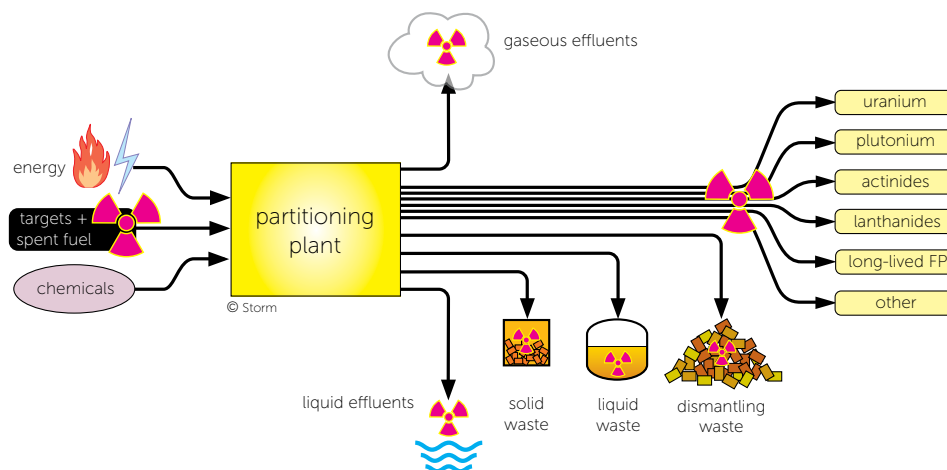 gaseous effluents
energy
targets +
spent fuel
chemicals
partitioning
plant
© Storm
uranium
plutonium
actinides
lanthanides
long-lived FP
other
liquid effluents
solid
waste
liquid
waste
dismantling
waste